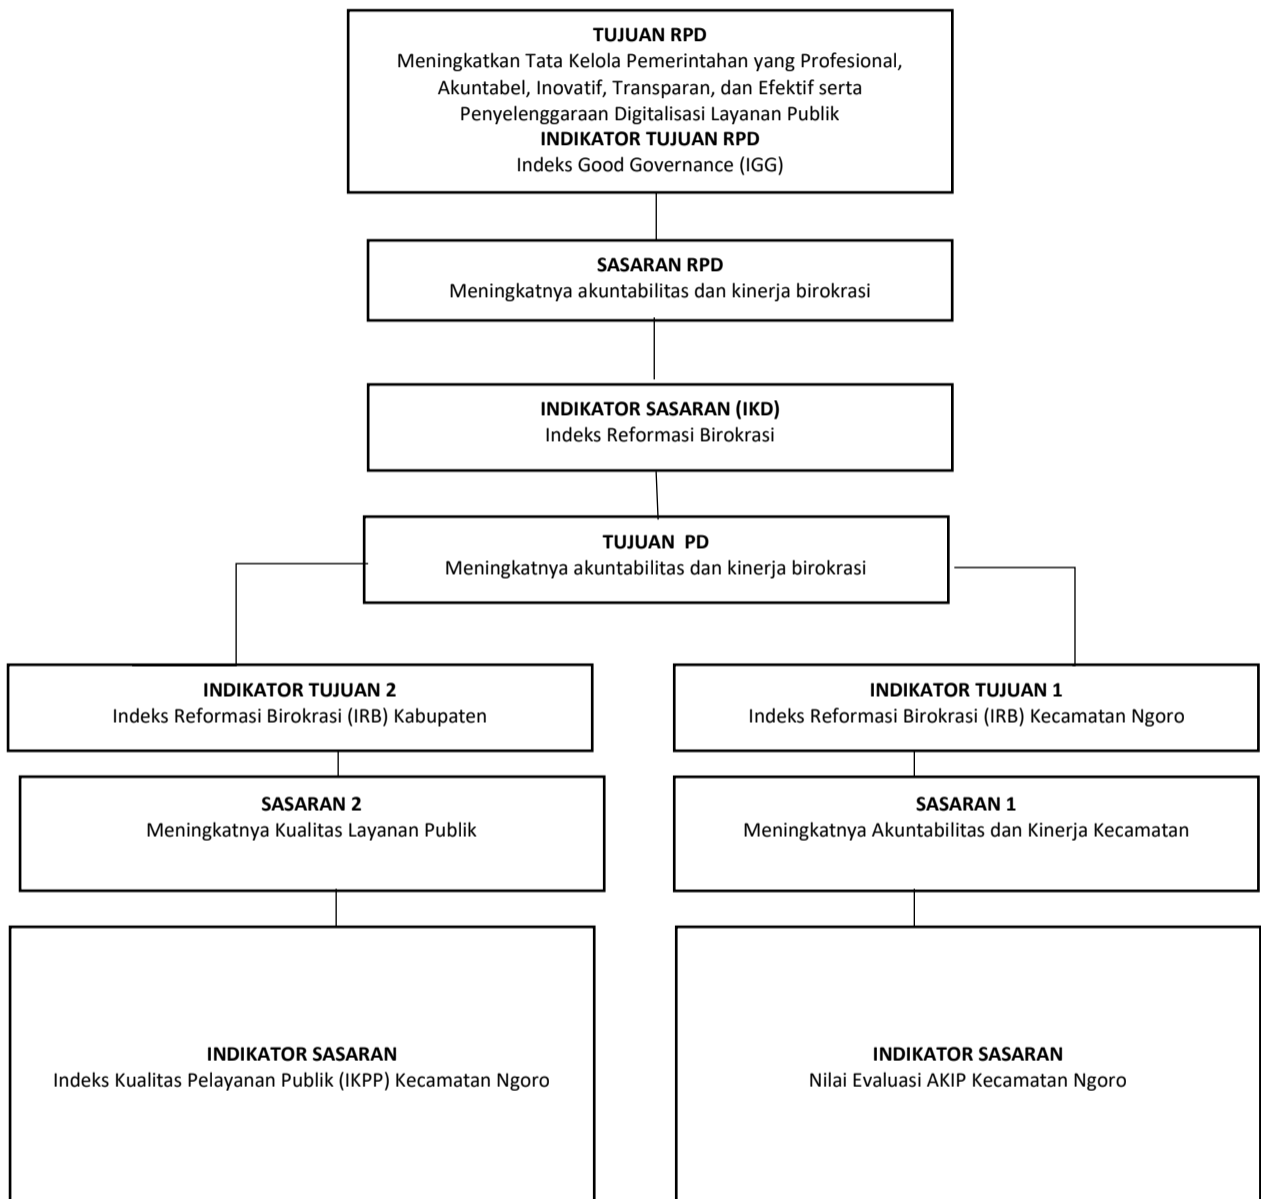 TUJUAN RPD
Meningkatkan Tata Kelola Pemerintahan yang Profesional,
Akuntabel, Inovatif, Transparan, dan Efektif serta
Penyelenggaraan Digitalisasi Layanan Publik
INDIKATOR TUJUAN RPD
Indeks Good Governance (IGG)
SASARAN RPD
Meningkatnya akuntabilitas dan kinerja birokrasi
INDIKATOR SASARAN (IKD)
Indeks Reformasi Birokrasi
TUJUAN PD
Meningkatnya akuntabilitas dan kinerja birokrasi
INDIKATOR TUJUAN 2
Indeks Reformasi Birokrasi (IRB) Kabupaten
INDIKATOR TUJUAN 1
Indeks Reformasi Birokrasi (IRB) Kecamatan Ngoro
SASARAN 2
Meningkatnya Kualitas Layanan Publik
SASARAN 1
Meningkatnya Akuntabilitas dan Kinerja Kecamatan
INDIKATOR SASARAN
Indeks Kualitas Pelayanan Publik (IKPP) Kecamatan Ngoro
INDIKATOR SASARAN
Nilai Evaluasi AKIP Kecamatan Ngoro